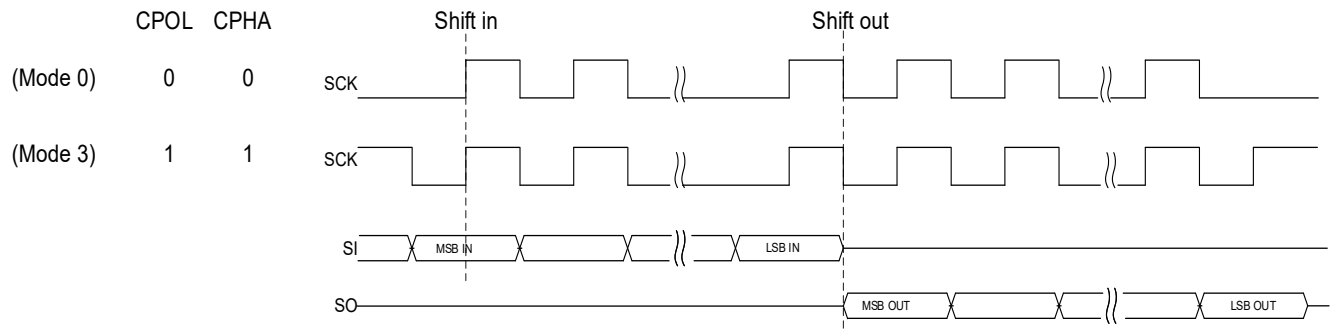 CPOL CPHA Shift in Shift out
(Mode 0) 0 0 SCK
(Mode 3) 1 1 SCK
SI MSB IN LSB IN
SO MSB OUT LSB OUT